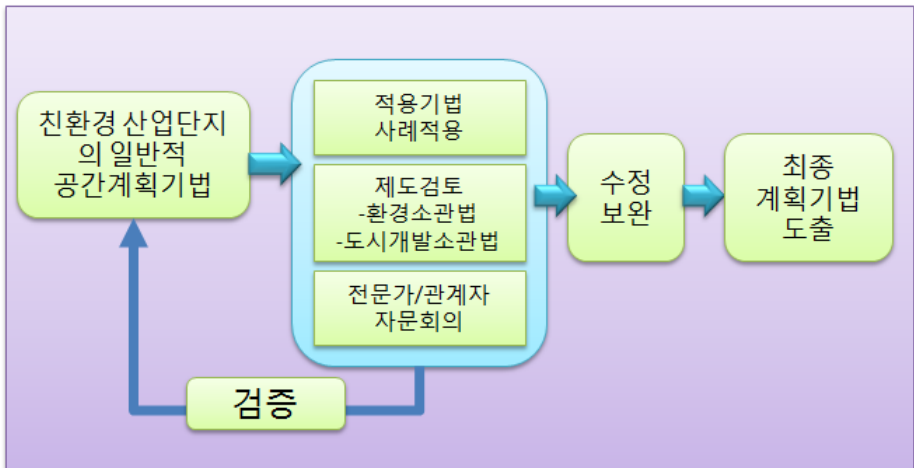 친환경 산업단지
의 일반적
공간계획기법
적용기법
사례적용
제도검토
-환경소관법
-도시개발소관법
전문가/관계자
자문회의
수정
보완
최종
계획기법
도출
검증